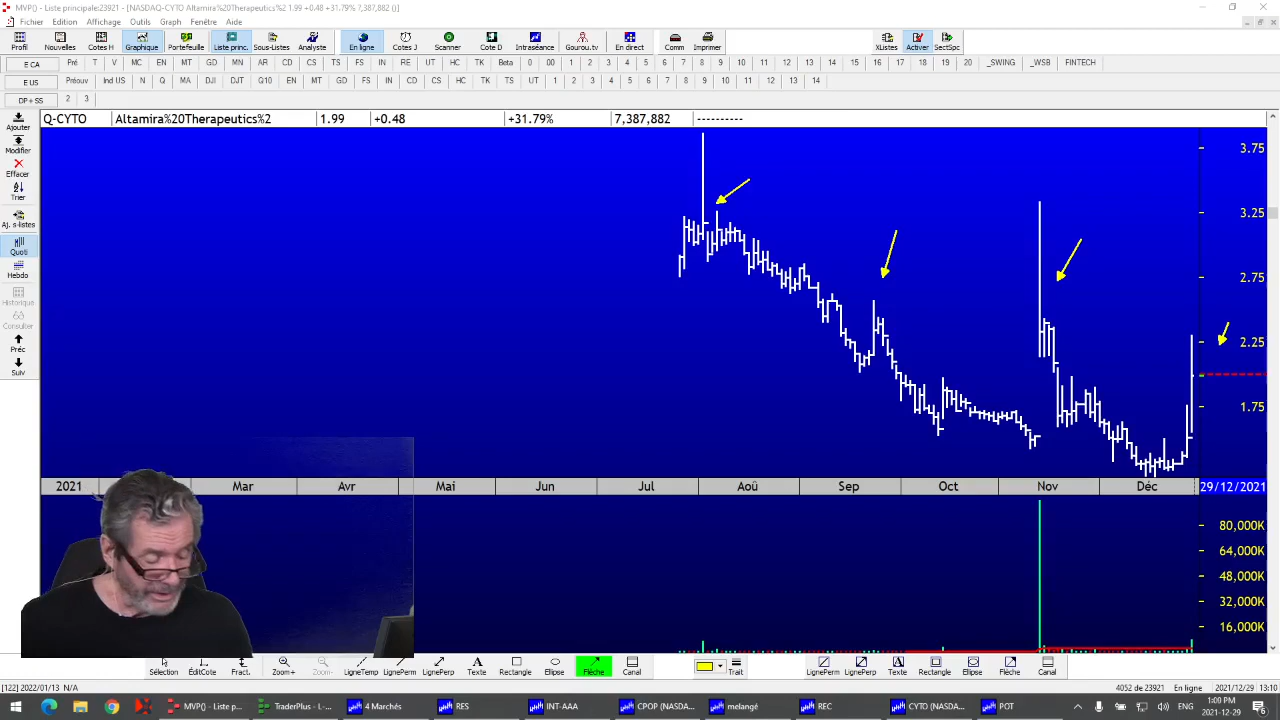 MVP() - Liste principale:23921 - [NASDAQ-CYTO Altamira%20Therapeutics%2 1.99 +0.48 +31.79% 7,387,882 ()]
Fichier Edition Affichage Outils Graph Fenêtre Aide
Profil Nouvelles Cotes H Graphique Portefeuille Liste princ. Sous-Listes Analyste En ligne Cotes J Scanner Cote D Intraséance Gourou.tv En direct Comm Imprimer XListes Activer SectSpc
E CA Pré T V MC EN MT GD MN AR CD CS TS FS IN RE UT HC TK Beta 0 00 1 2 3 4 5 6 7 8 9 10 11 12 13 14 15 16 17 18 19 20 _SWING _WSB FINTECH
E US Préouv Ind US N Q MA DJI DJT Q10 EN MT GD FS IN CD CS HC TK TS UT 1 2 3 4 5 6 7 8 9 10 11 12 13 14
DP+SS 2 3
Q-CYTO Altamira%20Therapeutics%2 1.99 +0.48 +31.79% 7,387,882 ----------
Ajouter
Modifier
Effacer
Trier
Aj. s-listes
Quoti
Hebdo
Historique
Consulter
Préc
Suiv
3.75
3.25
2.75
2.25
1.75
2021 Mar Avr Mai Jun Jul Aoû Sep Oct Nov Déc 29/12/2021
80,000K
64,000K
48,000K
32,000K
16,000K
Sélection EditCote Fract. Zoom+ Zoom- LigneTemp LignePerm LignePerp Texte Rectangle Ellipse Flèche Canal Trait LignePerm LignePerp Texte Rectangle Ellipse Flèche Canal
[12] 2022/01/13 N/A 4052 de 23921 En ligne 2021/12/29 13:10
MVP() - Liste p... TraderPlus - L-... 4 Marchés RES INT-AAA CPOP (NASDA... melangé REC CYTO (NASDA... POT 1:09 PM
2021-12-29